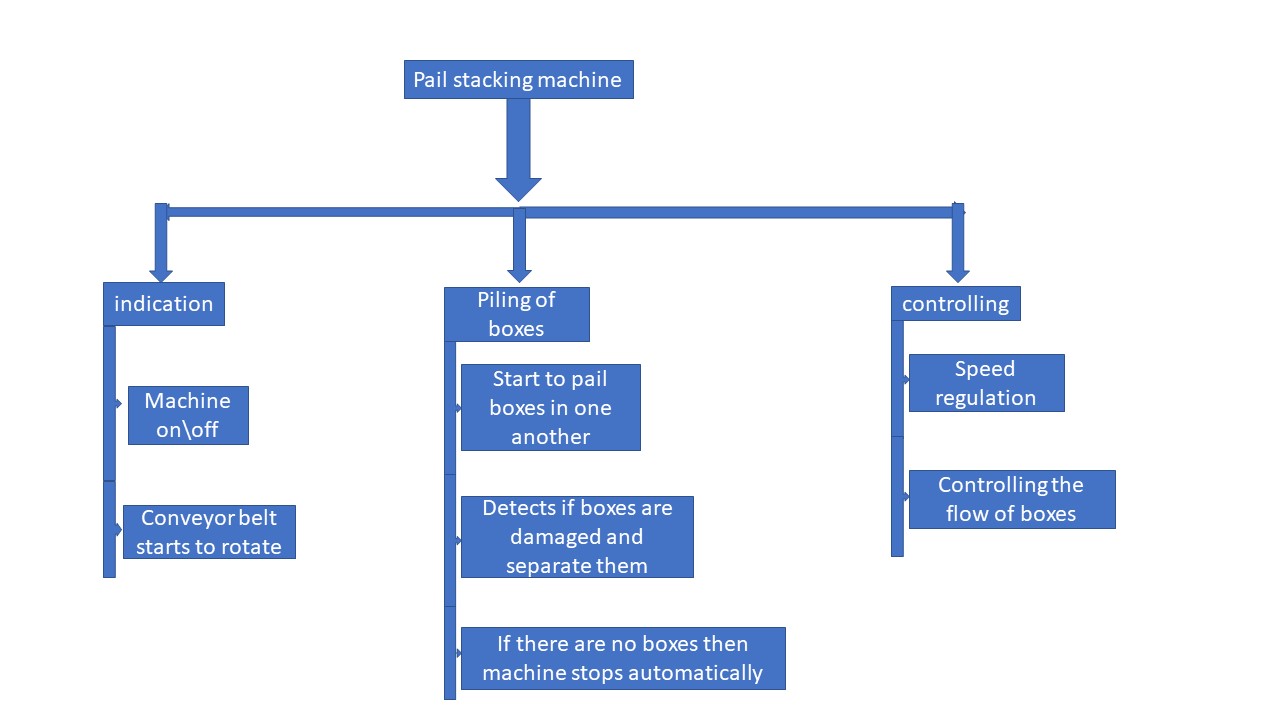 Pail stacking machine
indication
Machine
on\off
Conveyor belt
starts to rotate
Piling of
boxes
Start to pail
boxes in one
another
Detects if boxes are
damaged and
separate them
If there are no boxes then
machine stops automatically
controlling
Speed
regulation
Controlling the
flow of boxes